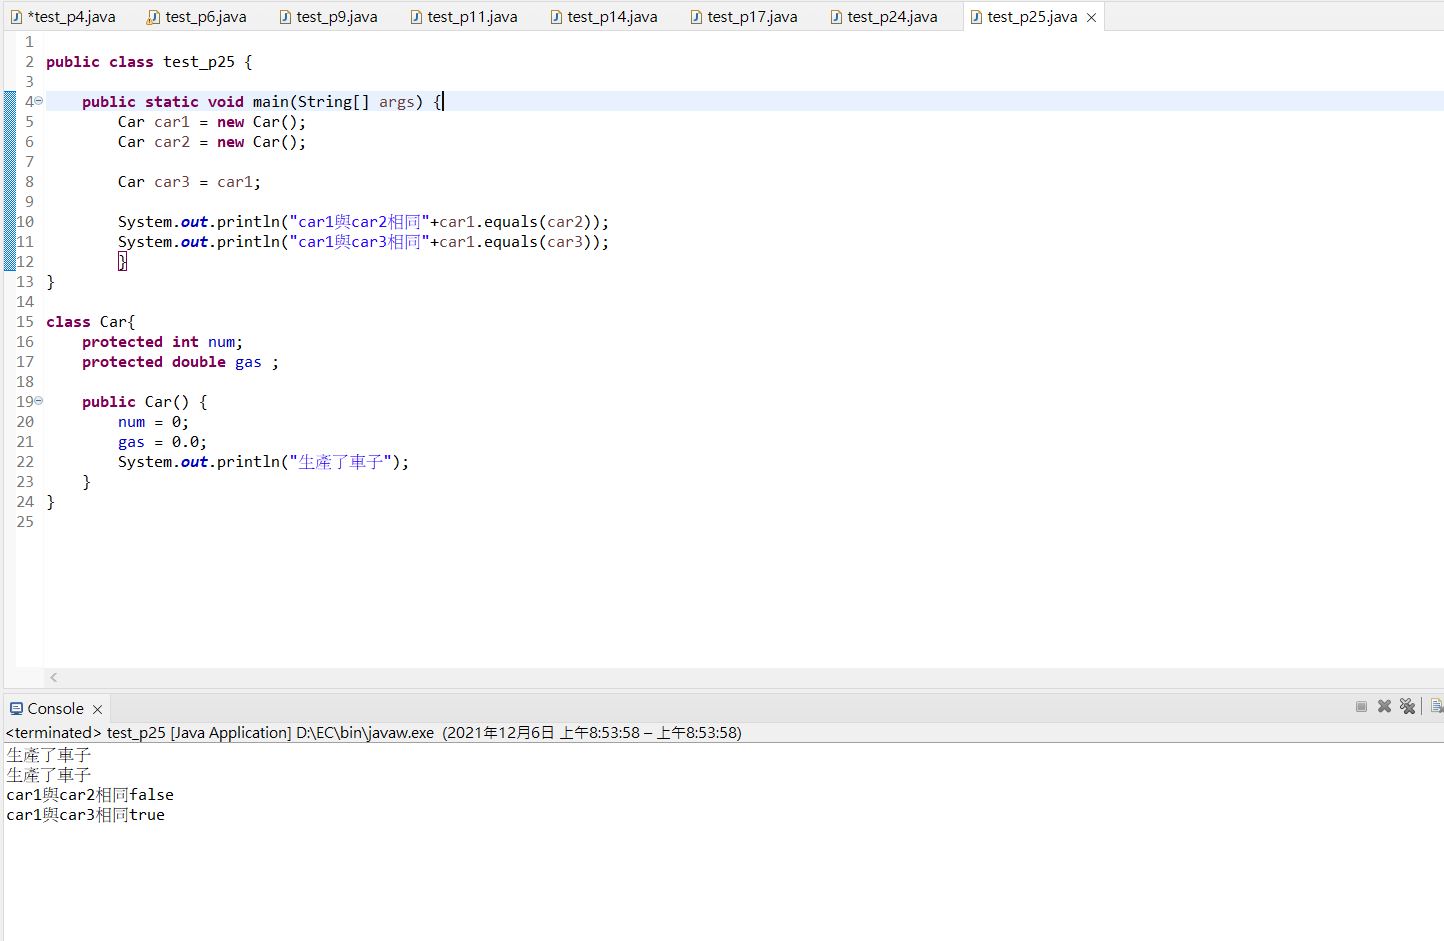 *test_p4.java test_p6.java test_p9.java test_p11.java test_p14.java test_p17.java test_p24.java test_p25.java
1
2 public class test_p25 {
3
4 public static void main(String[] args) {
5 Car car1 = new Car();
6 Car car2 = new Car();
7
8 Car car3 = car1;
9
10 System.out.println("car1與car2相同"+car1.equals(car2));
11 System.out.println("car1與car3相同"+car1.equals(car3));
12 }
13 }
14
15 class Car{
16 protected int num;
17 protected double gas ;
18
19 public Car() {
20 num = 0;
21 gas = 0.0;
22 System.out.println("生產了車子");
23 }
24 }
25
Console
<terminated> test_p25 [Java Application] D:\EC\bin\javaw.exe (2021年12月6日 上午8:53:58 – 上午8:53:58)
生產了車子
生產了車子
car1與car2相同false
car1與car3相同true